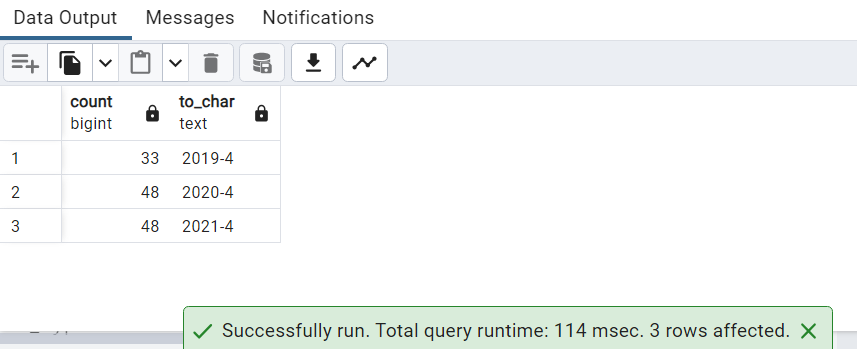 Data Output Messages Notifications
count to_char
bigint text
1 33 2019-4
2 48 2020-4
3 48 2021-4
Successfully run. Total query runtime: 114 msec. 3 rows affected.